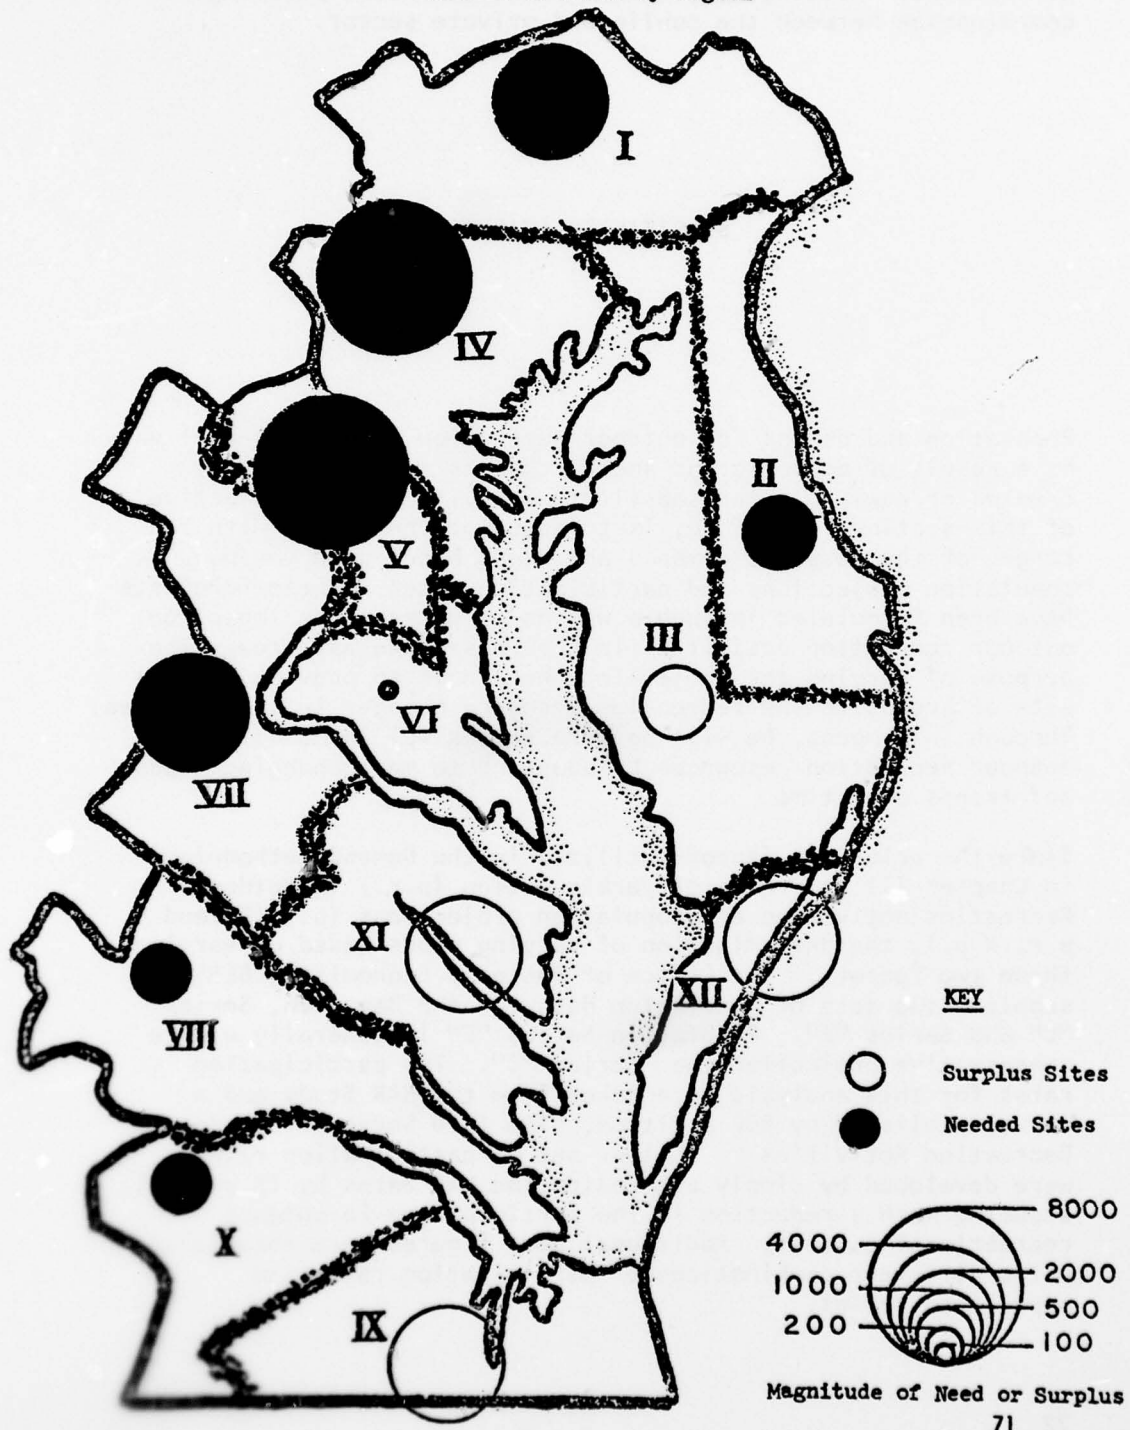 I
IV
II
V
III
VI
VII
XI
XII
VIII
X
IX
KEY
Surplus Sites
Needed Sites
8000
4000
2000
1000
500
200
100
Magnitude of Need or Surplus
71